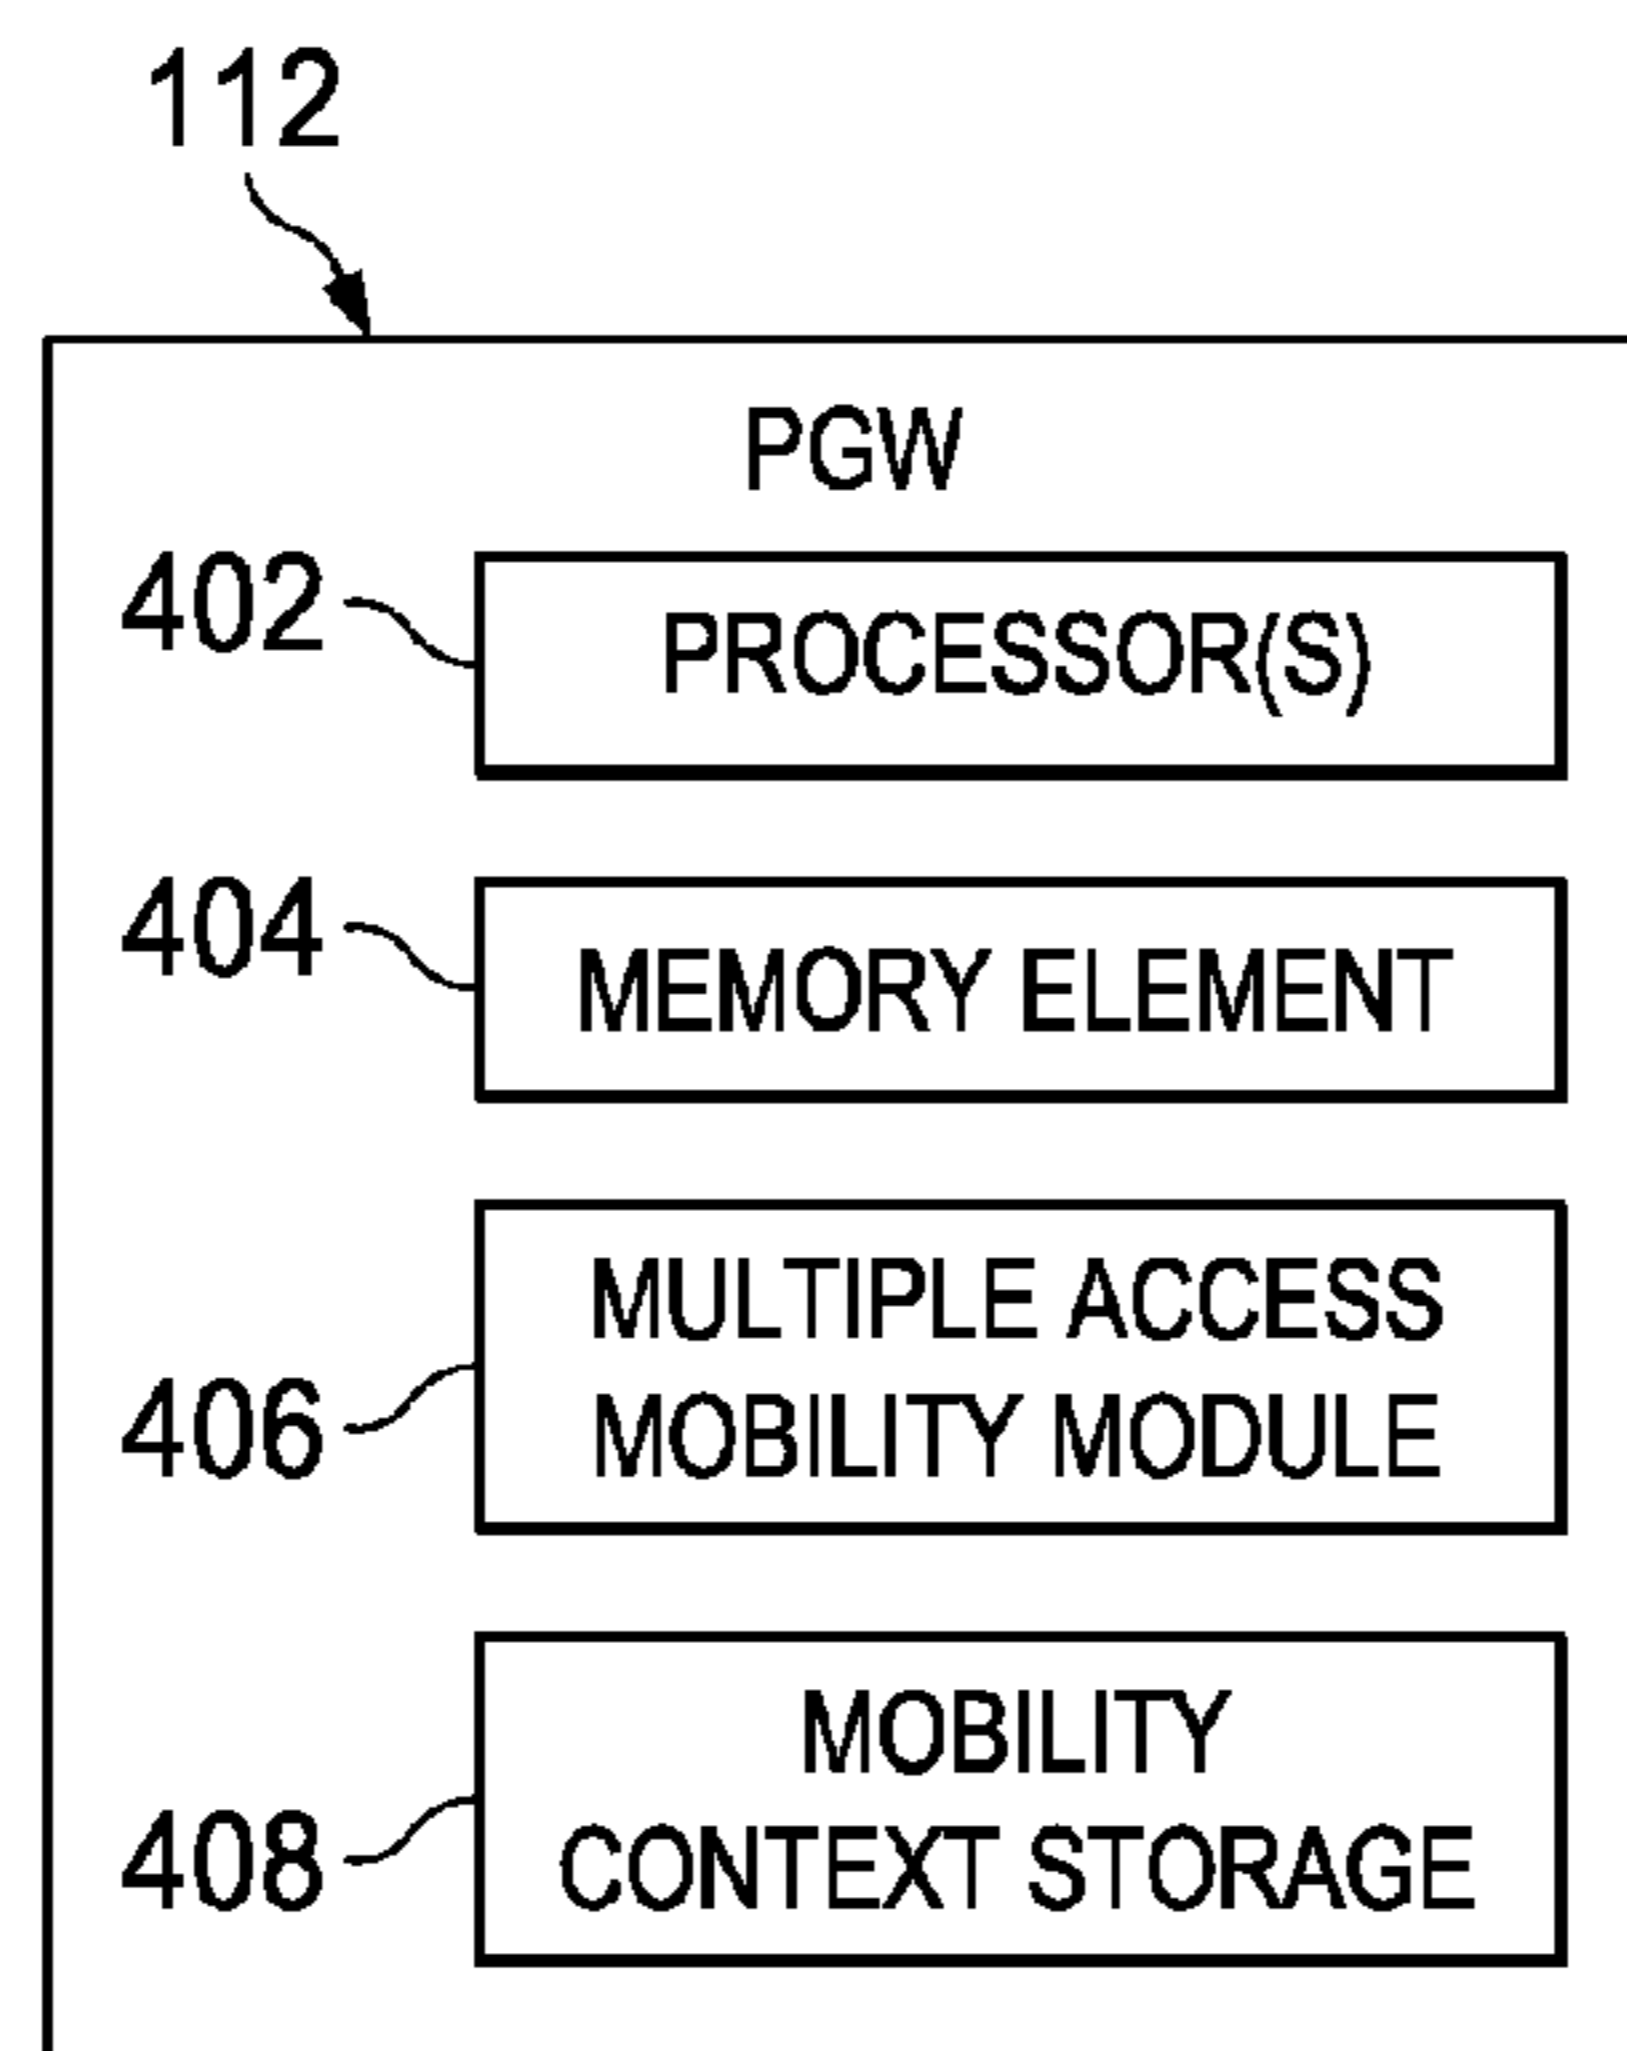 112
PGW
402
PROCESSOR(S)
404
MEMORY ELEMENT
MULTIPLE ACCESS
406
MOBILITY MODULE
MOBILITY
408
CONTEXT STORAGE